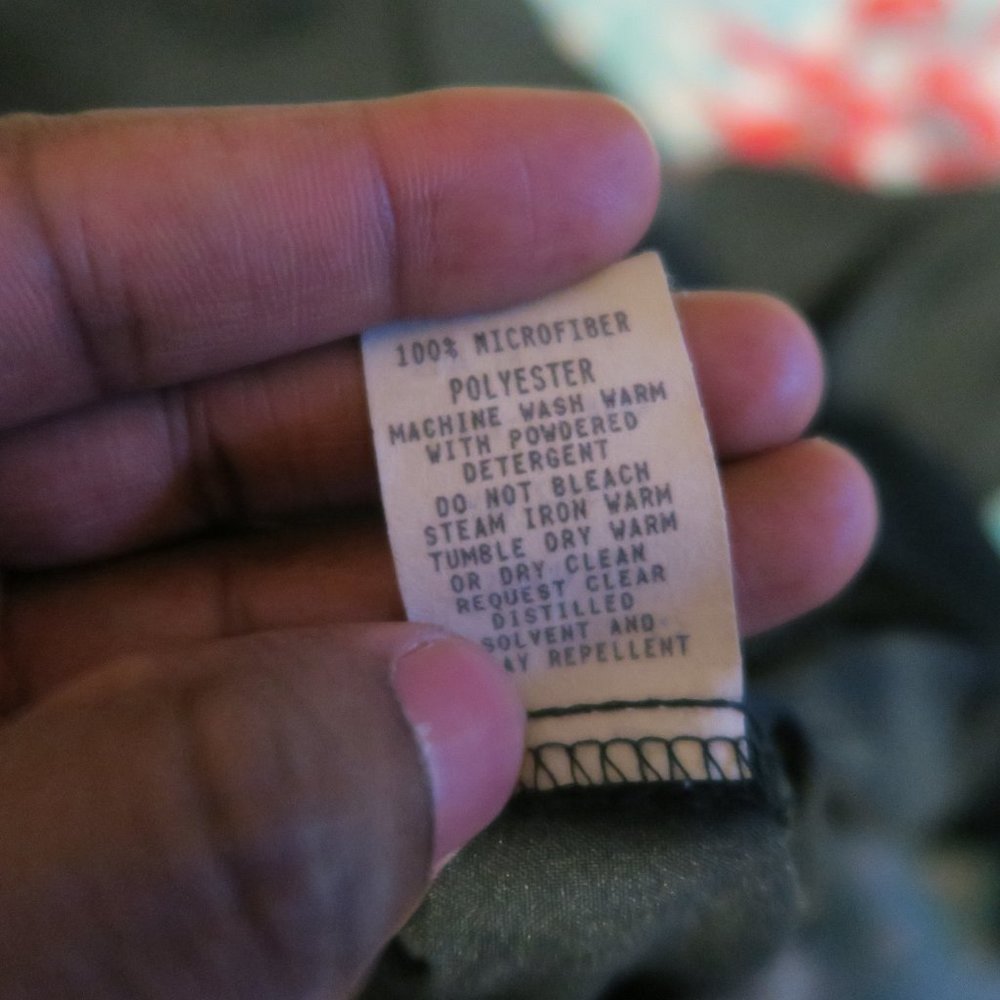 100% MICROFIBER
POLYESTER
MACHINE WASH WARM
WITH POWDERED
DETERGENT
DO NOT BLEACH
STEAM IRON WARM
TUMBLE DRY WARM
OR DRY CLEAN
REQUEST CLEAR
DISTILLED
SOLVENT AND
REPELLENT